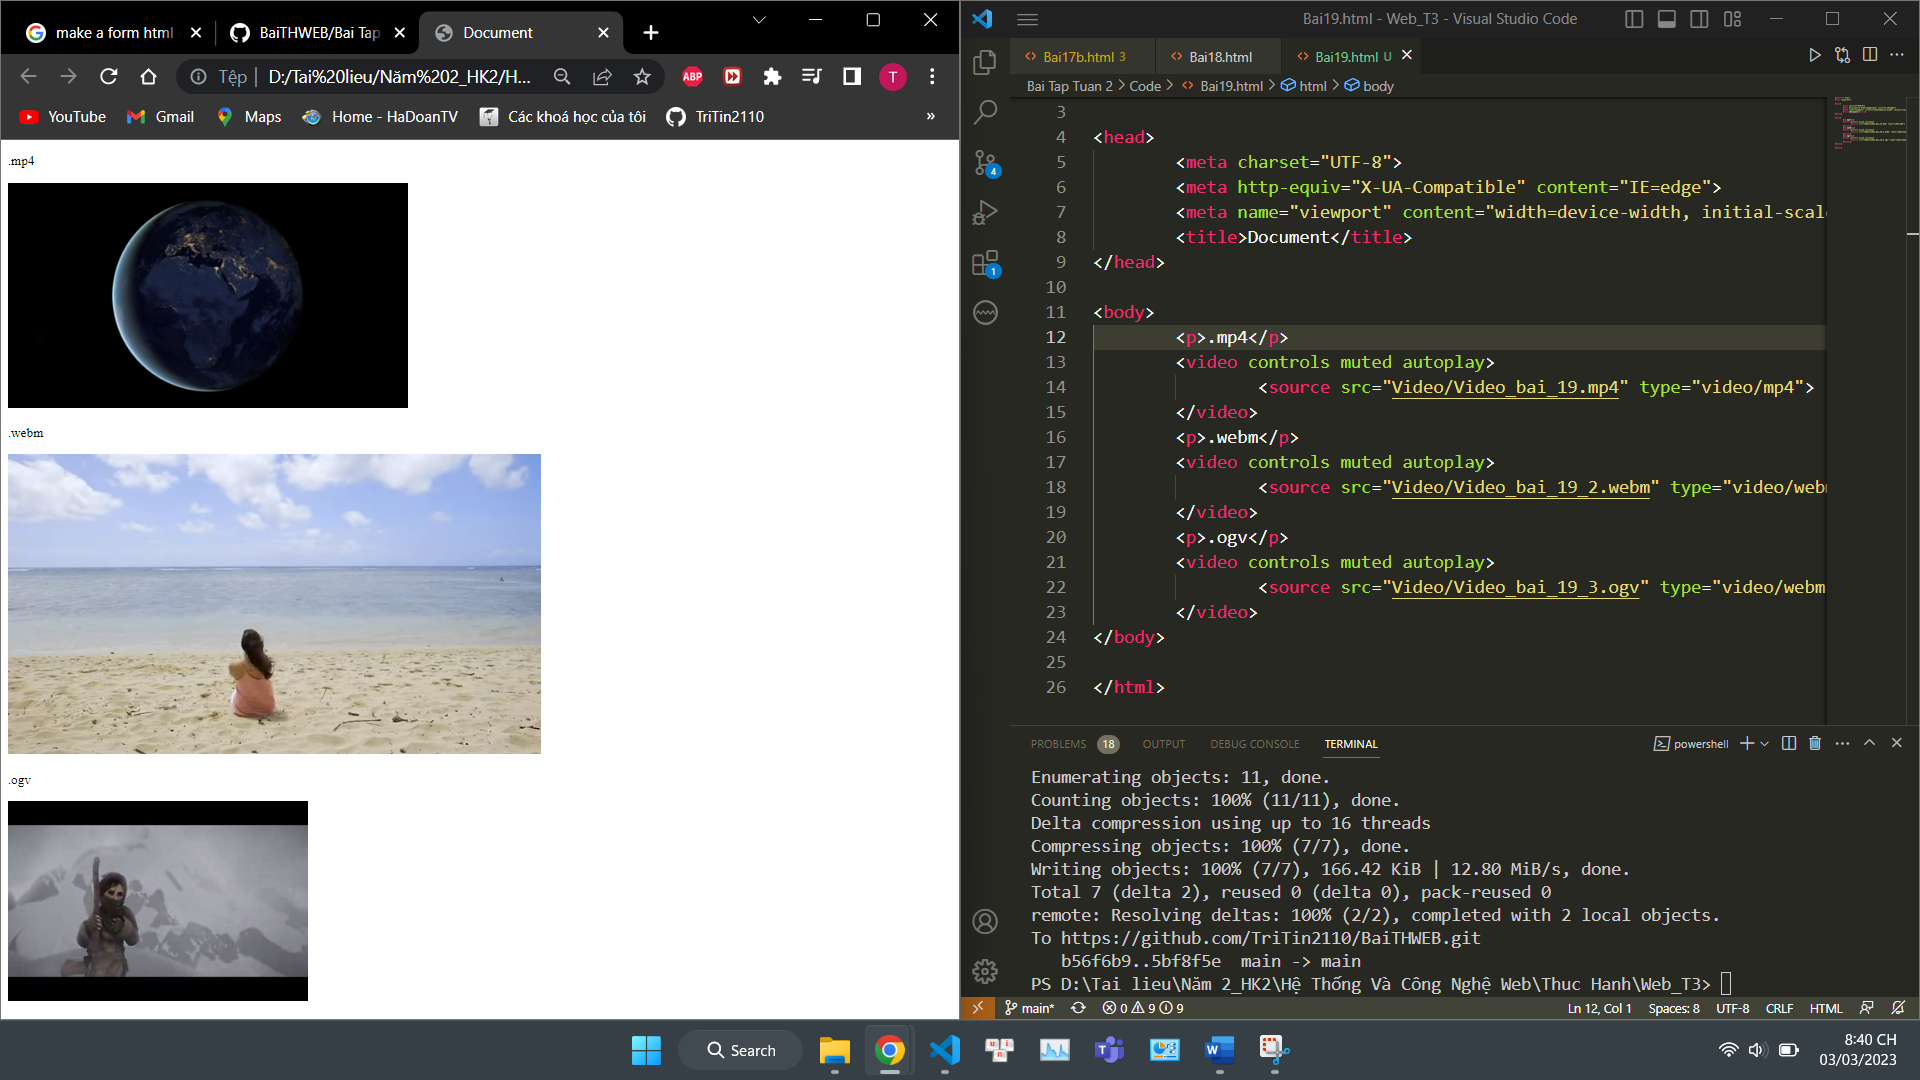 make a form html
BaiTHWEB/Bai Tap
Document
Tệp
D:/Tai%20lieu/Năm%202_HK2/H...
ABP
T
YouTube
Gmail
Maps
Home - HaDoanTV
Các khoá học của tôi
TriTin2110
»
.mp4
.webm
.ogv
Bai19.html - Web_T3 - Visual Studio Code
Bai17b.html 3
Bai18.html
Bai19.html U
Bai Tap Tuan 2 > Code > Bai19.html > html > body
4
1
3
4 <head>
5 <meta charset="UTF-8">
6 <meta http-equiv="X-UA-Compatible" content="IE=edge">
7 <meta name="viewport" content="width=device-width, initial-scal
8 <title>Document</title>
9 </head>
10
11 <body>
12 <p>.mp4</p>
13 <video controls muted autoplay>
14 <source src="Video/Video_bai_19.mp4" type="video/mp4">
15 </video>
16 <p>.webm</p>
17 <video controls muted autoplay>
18 <source src="Video/Video_bai_19_2.webm" type="video/web
19 </video>
20 <p>.ogv</p>
21 <video controls muted autoplay>
22 <source src="Video/Video_bai_19_3.ogv" type="video/webm
23 </video>
24 </body>
25
26 </html>
PROBLEMS 18 OUTPUT DEBUG CONSOLE TERMINAL
powershell
Enumerating objects: 11, done.
Counting objects: 100% (11/11), done.
Delta compression using up to 16 threads
Compressing objects: 100% (7/7), done.
Writing objects: 100% (7/7), 166.42 KiB | 12.80 MiB/s, done.
Total 7 (delta 2), reused 0 (delta 0), pack-reused 0
remote: Resolving deltas: 100% (2/2), completed with 2 local objects.
To https://github.com/TriTin2110/BaiTHWEB.git
b56f6b9..5bf8f5e main -> main
PS D:\Tai lieu\Năm 2_HK2\Hệ Thống Và Công Nghệ Web\Thuc Hanh\Web_T3>
main* 0 9 9
Ln 12, Col 1 Spaces: 8 UTF-8 CRLF HTML
Search
8:40 CH
03/03/2023